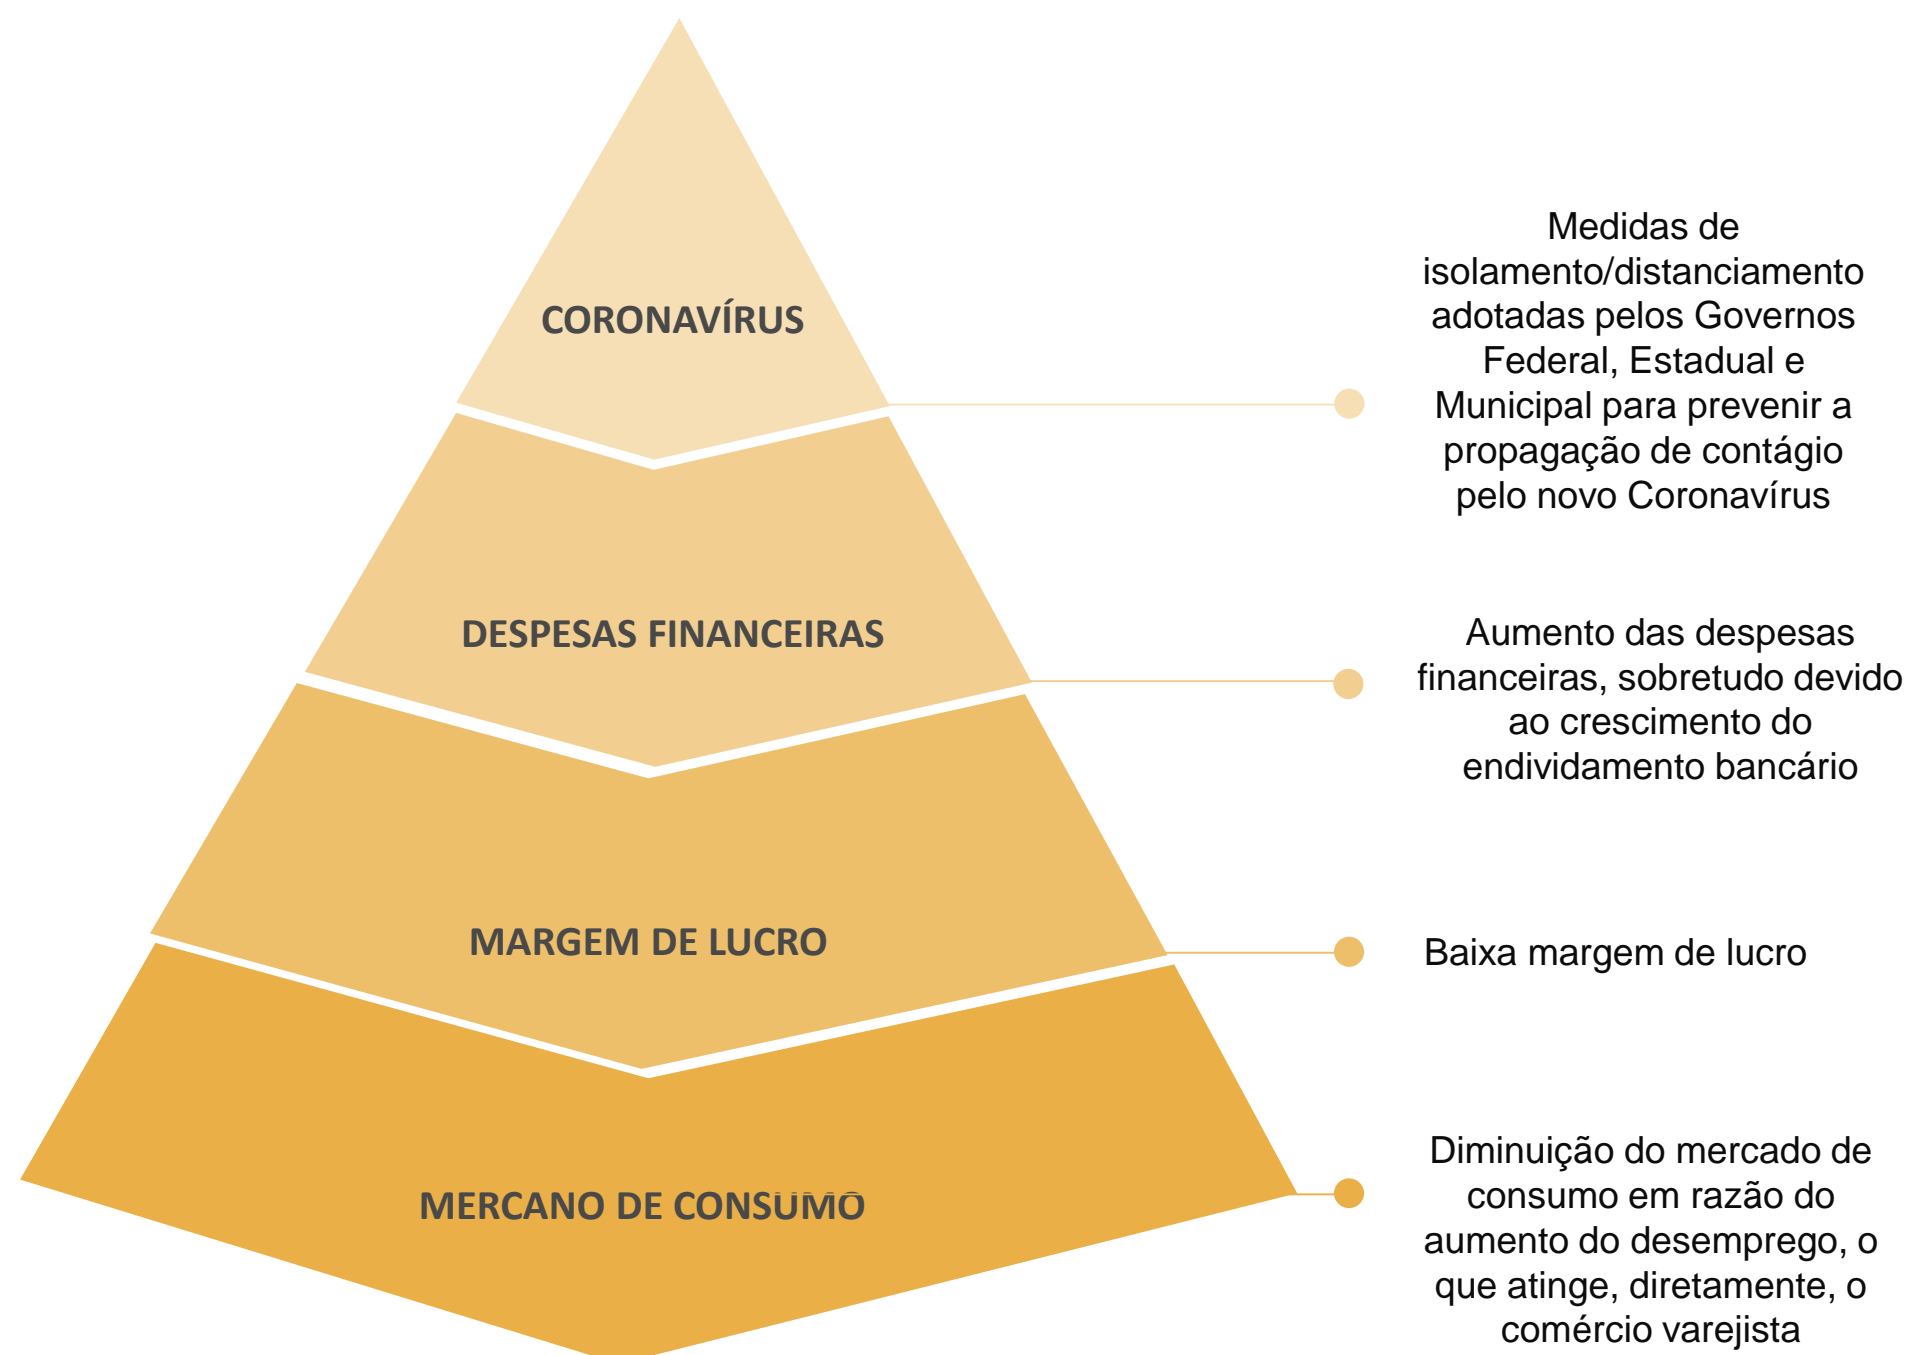 CORONAVÍRUS
Medidas de
isolamento/distanciamento
adotadas pelos Governos
Federal, Estadual e
Municipal para prevenir a
propagação de contágio
pelo novo Coronavírus
DESPESAS FINANCEIRAS
Aumento das despesas
financeiras, sobretudo devido
ao crescimento do
endividamento bancário
MARGEM DE LUCRO
Baixa margem de lucro
MERCANO DE CONSUMO
Diminuição do mercado de
consumo em razão do
aumento do desemprego, o
que atinge, diretamente, o
comércio varejista